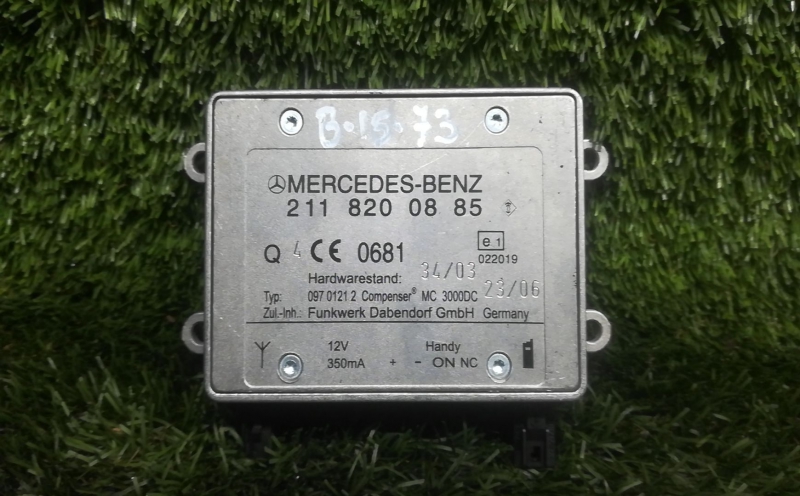 B-15-73
MERCEDES-BENZ
211 820 08 85
Q 4 CE 0681 e1
022019
Hardwarestand: 34/03
Typ: 097 0121 2 Compenser® MC 3000DC 23/06
Zul.-Inh.: Funkwerk Dabendorf GmbH Germany
12V Handy
350mA + - ON NC